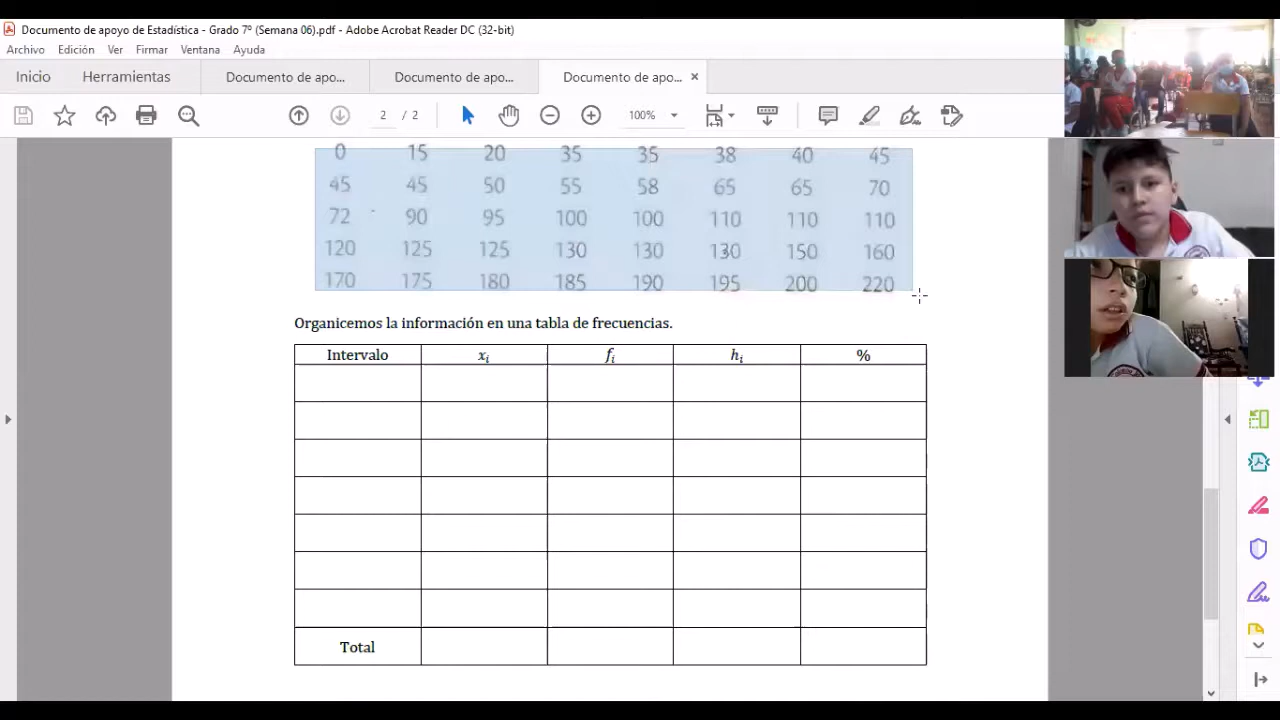 Documento de apoyo de Estadística - Grado 7º (Semana 06).pdf - Adobe Acrobat Reader DC (32-bit)
Archivo Edición Ver Firmar Ventana Ayuda
Inicio Herramientas Documento de apo... Documento de apo... Documento de apo... ×
2 / 2 100%
0 15 20 35 35 38 40 45
45 45 50 55 58 65 65 70
72 90 95 100 100 110 110 110
120 125 125 130 130 130 150 160
170 175 180 185 190 195 200 220
Organicemos la información en una tabla de frecuencias.
Intervalo xᵢ fᵢ hᵢ %
Total